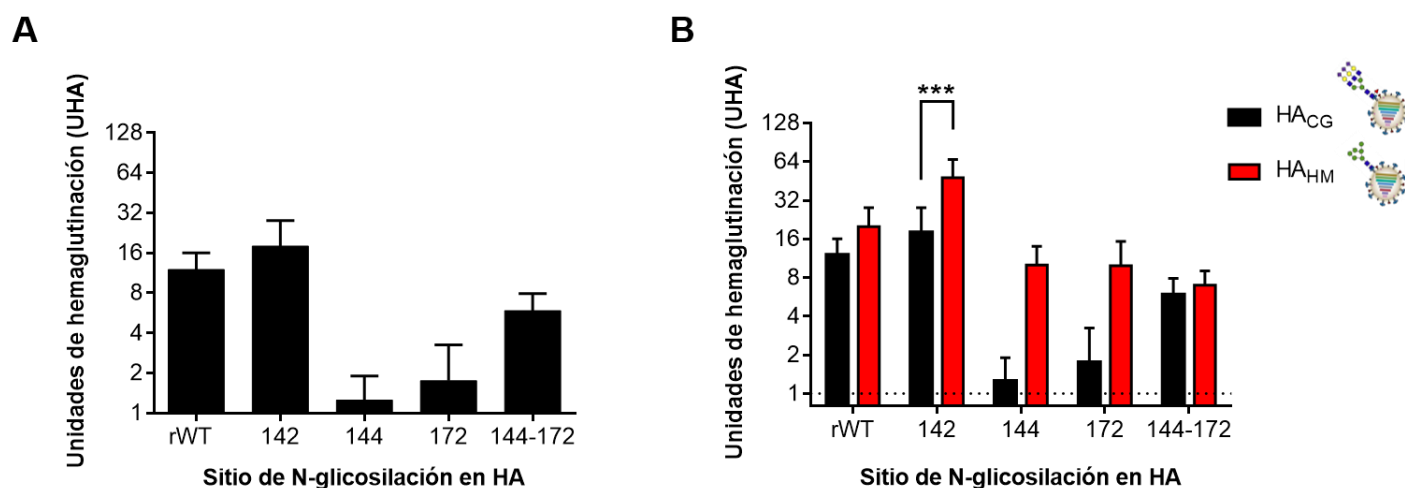 A
Unidades de hemaglutinación (UHA)
128
64
32
16
8
4
2
1
rWT 142 144 172 144-172
Sitio de N-glicosilación en HA
B
Unidades de hemaglutinación (UHA)
128
64
32
16
8
4
2
1
***
rWT 142 144 172 144-172
Sitio de N-glicosilación en HA
HACG
HAHM